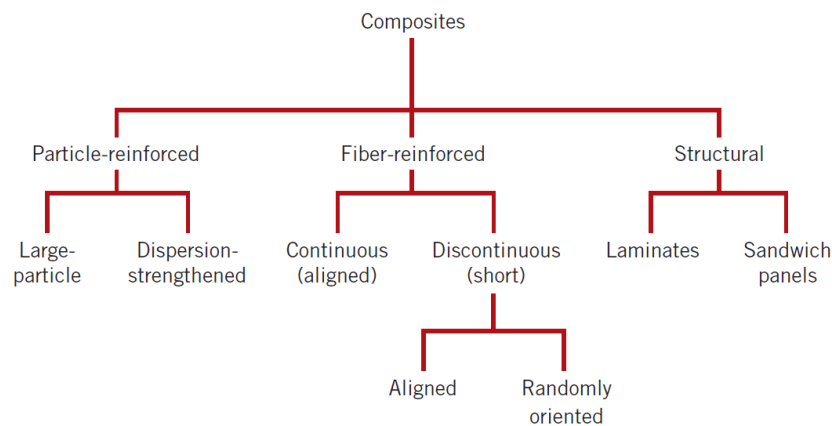 Composites
Particle-reinforced
Fiber-reinforced
Structural
Large-
particle
Dispersion-
strengthened
Continuous
(aligned)
Discontinuous
(short)
Laminates
Sandwich
panels
Aligned
Randomly
oriented